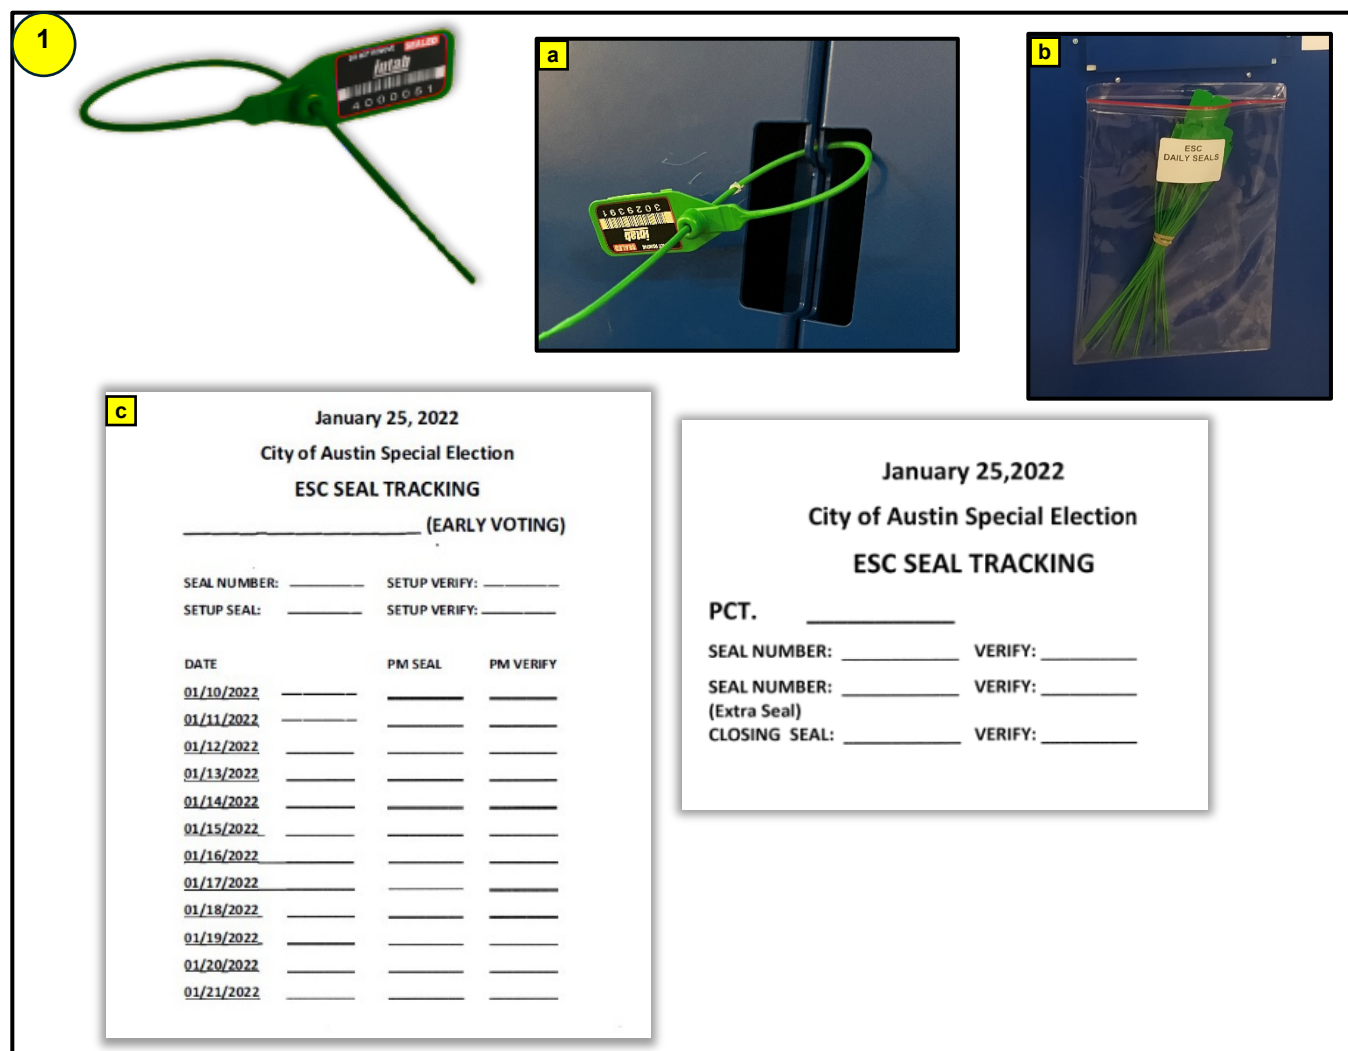 1
DO NOT REMOVE SEALED
intab
4000051
a
3029391
intab
SEALED
b
ESC
DAILY SEALS
c
January 25, 2022
City of Austin Special Election
ESC SEAL TRACKING
(EARLY VOTING)
SEAL NUMBER: SETUP VERIFY:
SETUP SEAL: SETUP VERIFY:
DATE PM SEAL PM VERIFY
01/10/2022
01/11/2022
01/12/2022
01/13/2022
01/14/2022
01/15/2022
01/16/2022
01/17/2022
01/18/2022
01/19/2022
01/20/2022
01/21/2022
January 25,2022
City of Austin Special Election
ESC SEAL TRACKING
PCT.
SEAL NUMBER: VERIFY:
SEAL NUMBER: VERIFY:
(Extra Seal)
CLOSING SEAL: VERIFY: